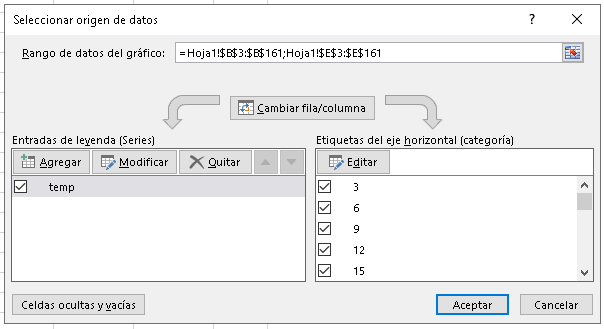 Seleccionar origen de datos
Rango de datos del gráfico: =Hoja1!$B$3:$B$161;Hoja1!$E$3:$E$161
Cambiar fila/columna
Entradas de leyenda (Series)
Agregar Modificar Quitar
temp
Etiquetas del eje horizontal (categoría)
Editar
3
6
9
12
15
Celdas ocultas y vacías
Aceptar Cancelar